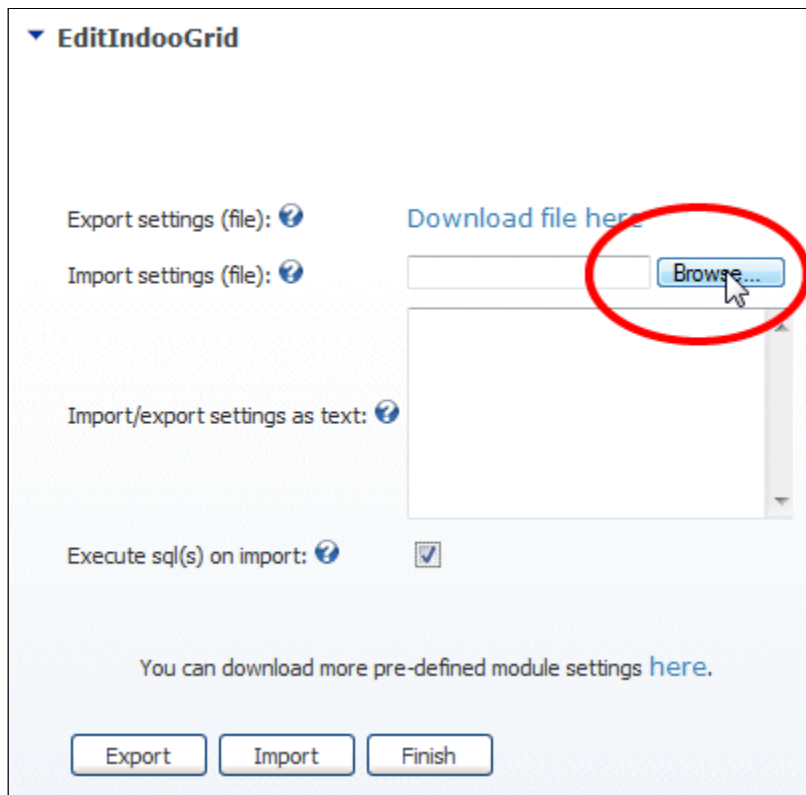 EditIndooGrid
Export settings (file): Download file here
Import settings (file): Browse...
Import/export settings as text:
Execute sql(s) on import:
You can download more pre-defined module settings here.
Export Import Finish